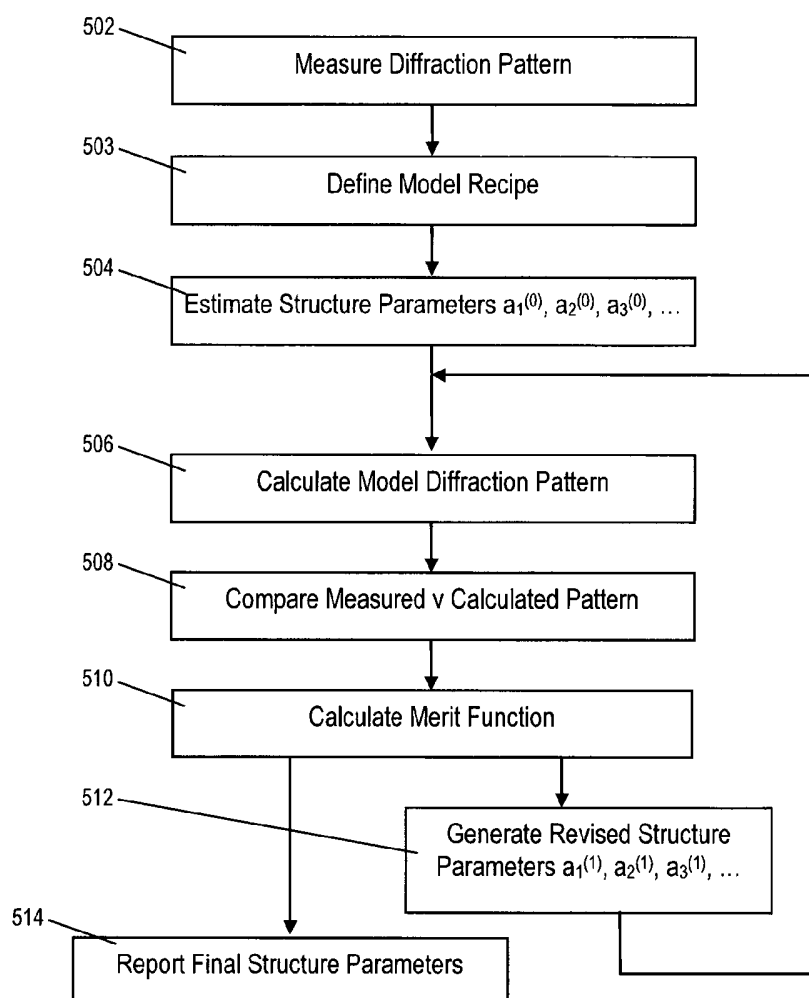 502
Measure Diffraction Pattern
503
Define Model Recipe
504
Estimate Structure Parameters a₁⁽⁰⁾, a₂⁽⁰⁾, a₃⁽⁰⁾, …
506
Calculate Model Diffraction Pattern
508
Compare Measured v Calculated Pattern
510
Calculate Merit Function
512
Generate Revised Structure
Parameters a₁⁽¹⁾, a₂⁽¹⁾, a₃⁽¹⁾, …
514
Report Final Structure Parameters